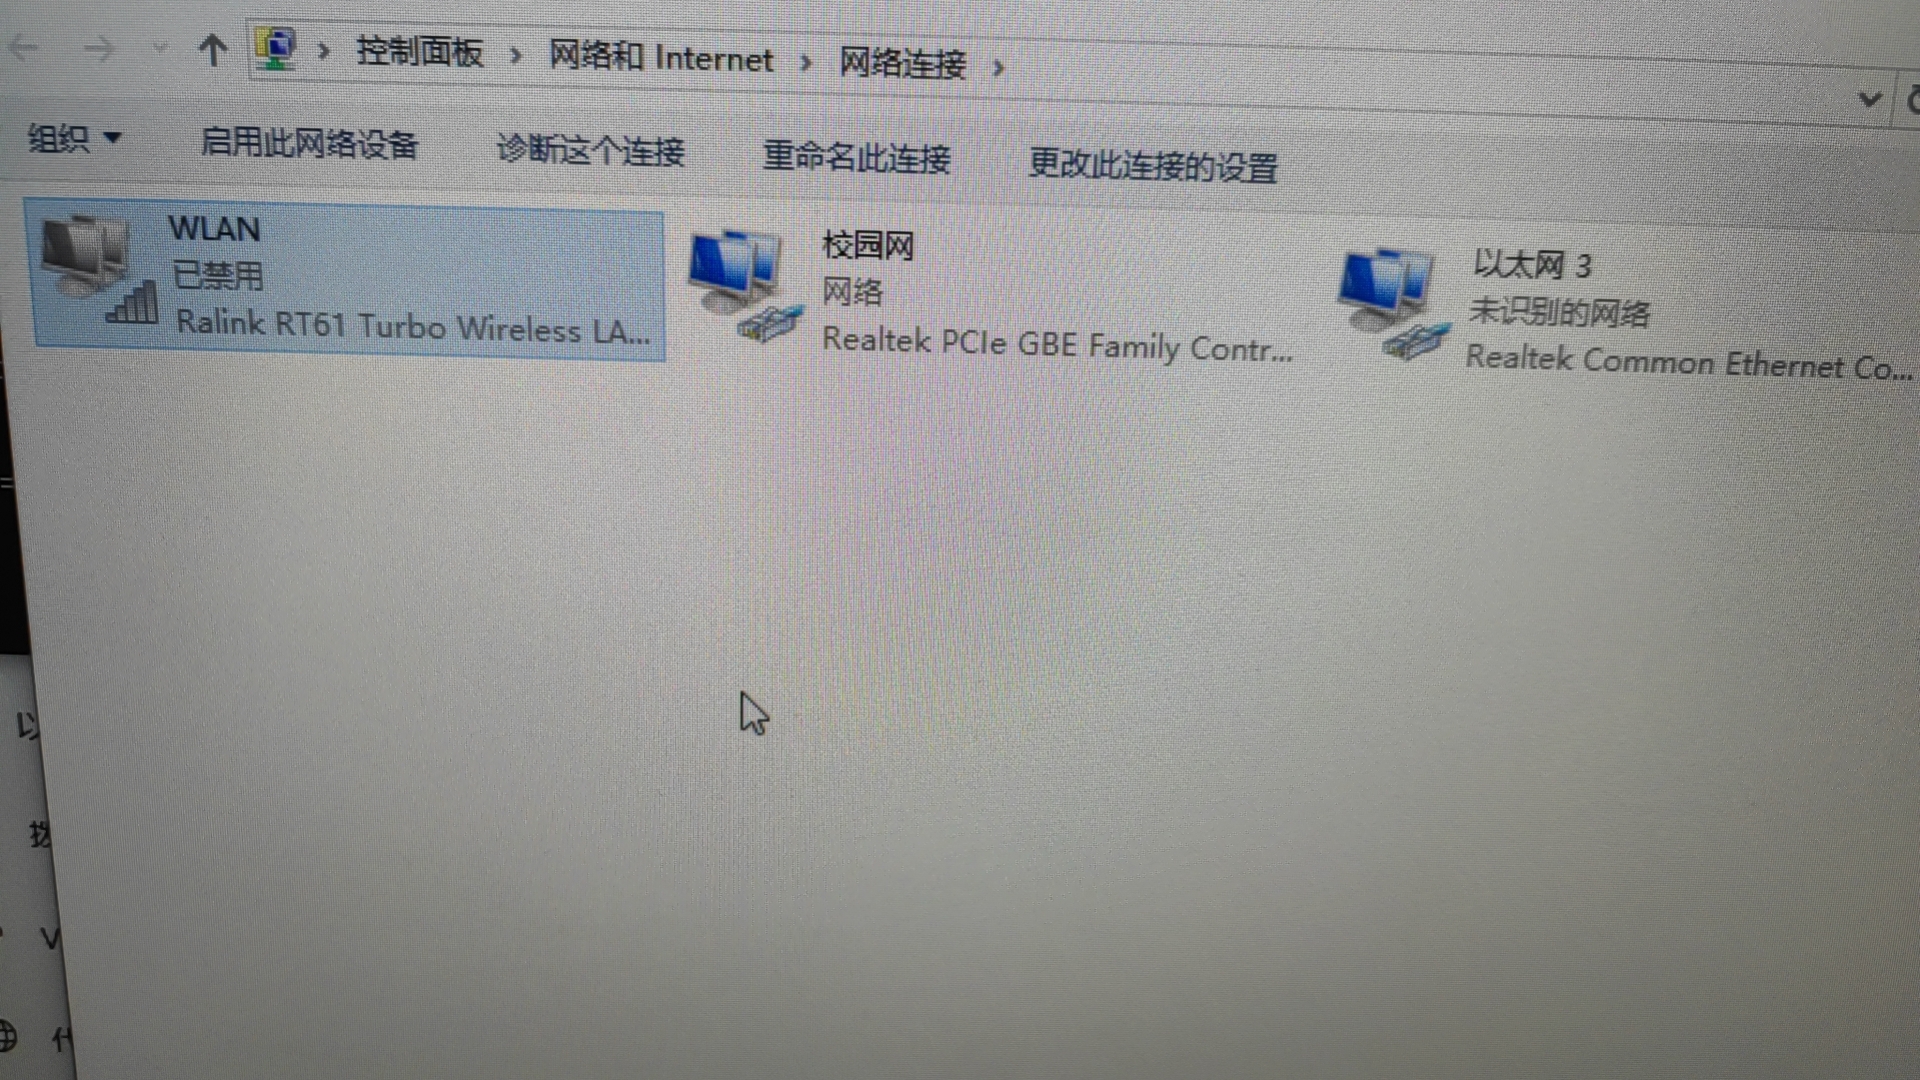 控制面板 > 网络和 Internet > 网络连接 >
组织 启用此网络设备 诊断这个连接 重命名此连接 更改此连接的设置
WLAN
已禁用
Ralink RT61 Turbo Wireless LA...
校园网
网络
Realtek PCIe GBE Family Contr...
以太网 3
未识别的网络
Realtek Common Ethernet Co...
以
拨
V
代